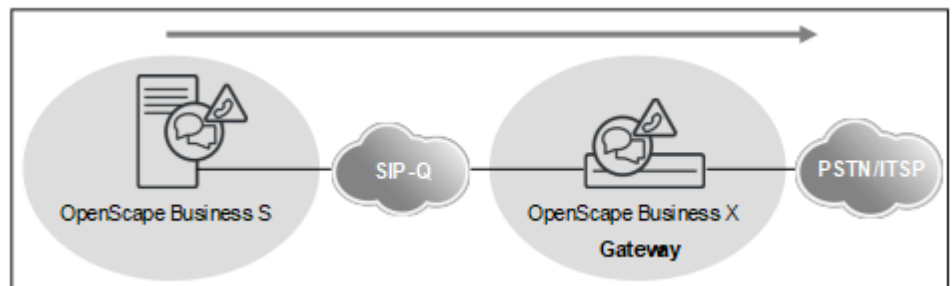 SIP-Q
PSTN/ITSP
OpenScape Business S
OpenScape Business X
Gateway